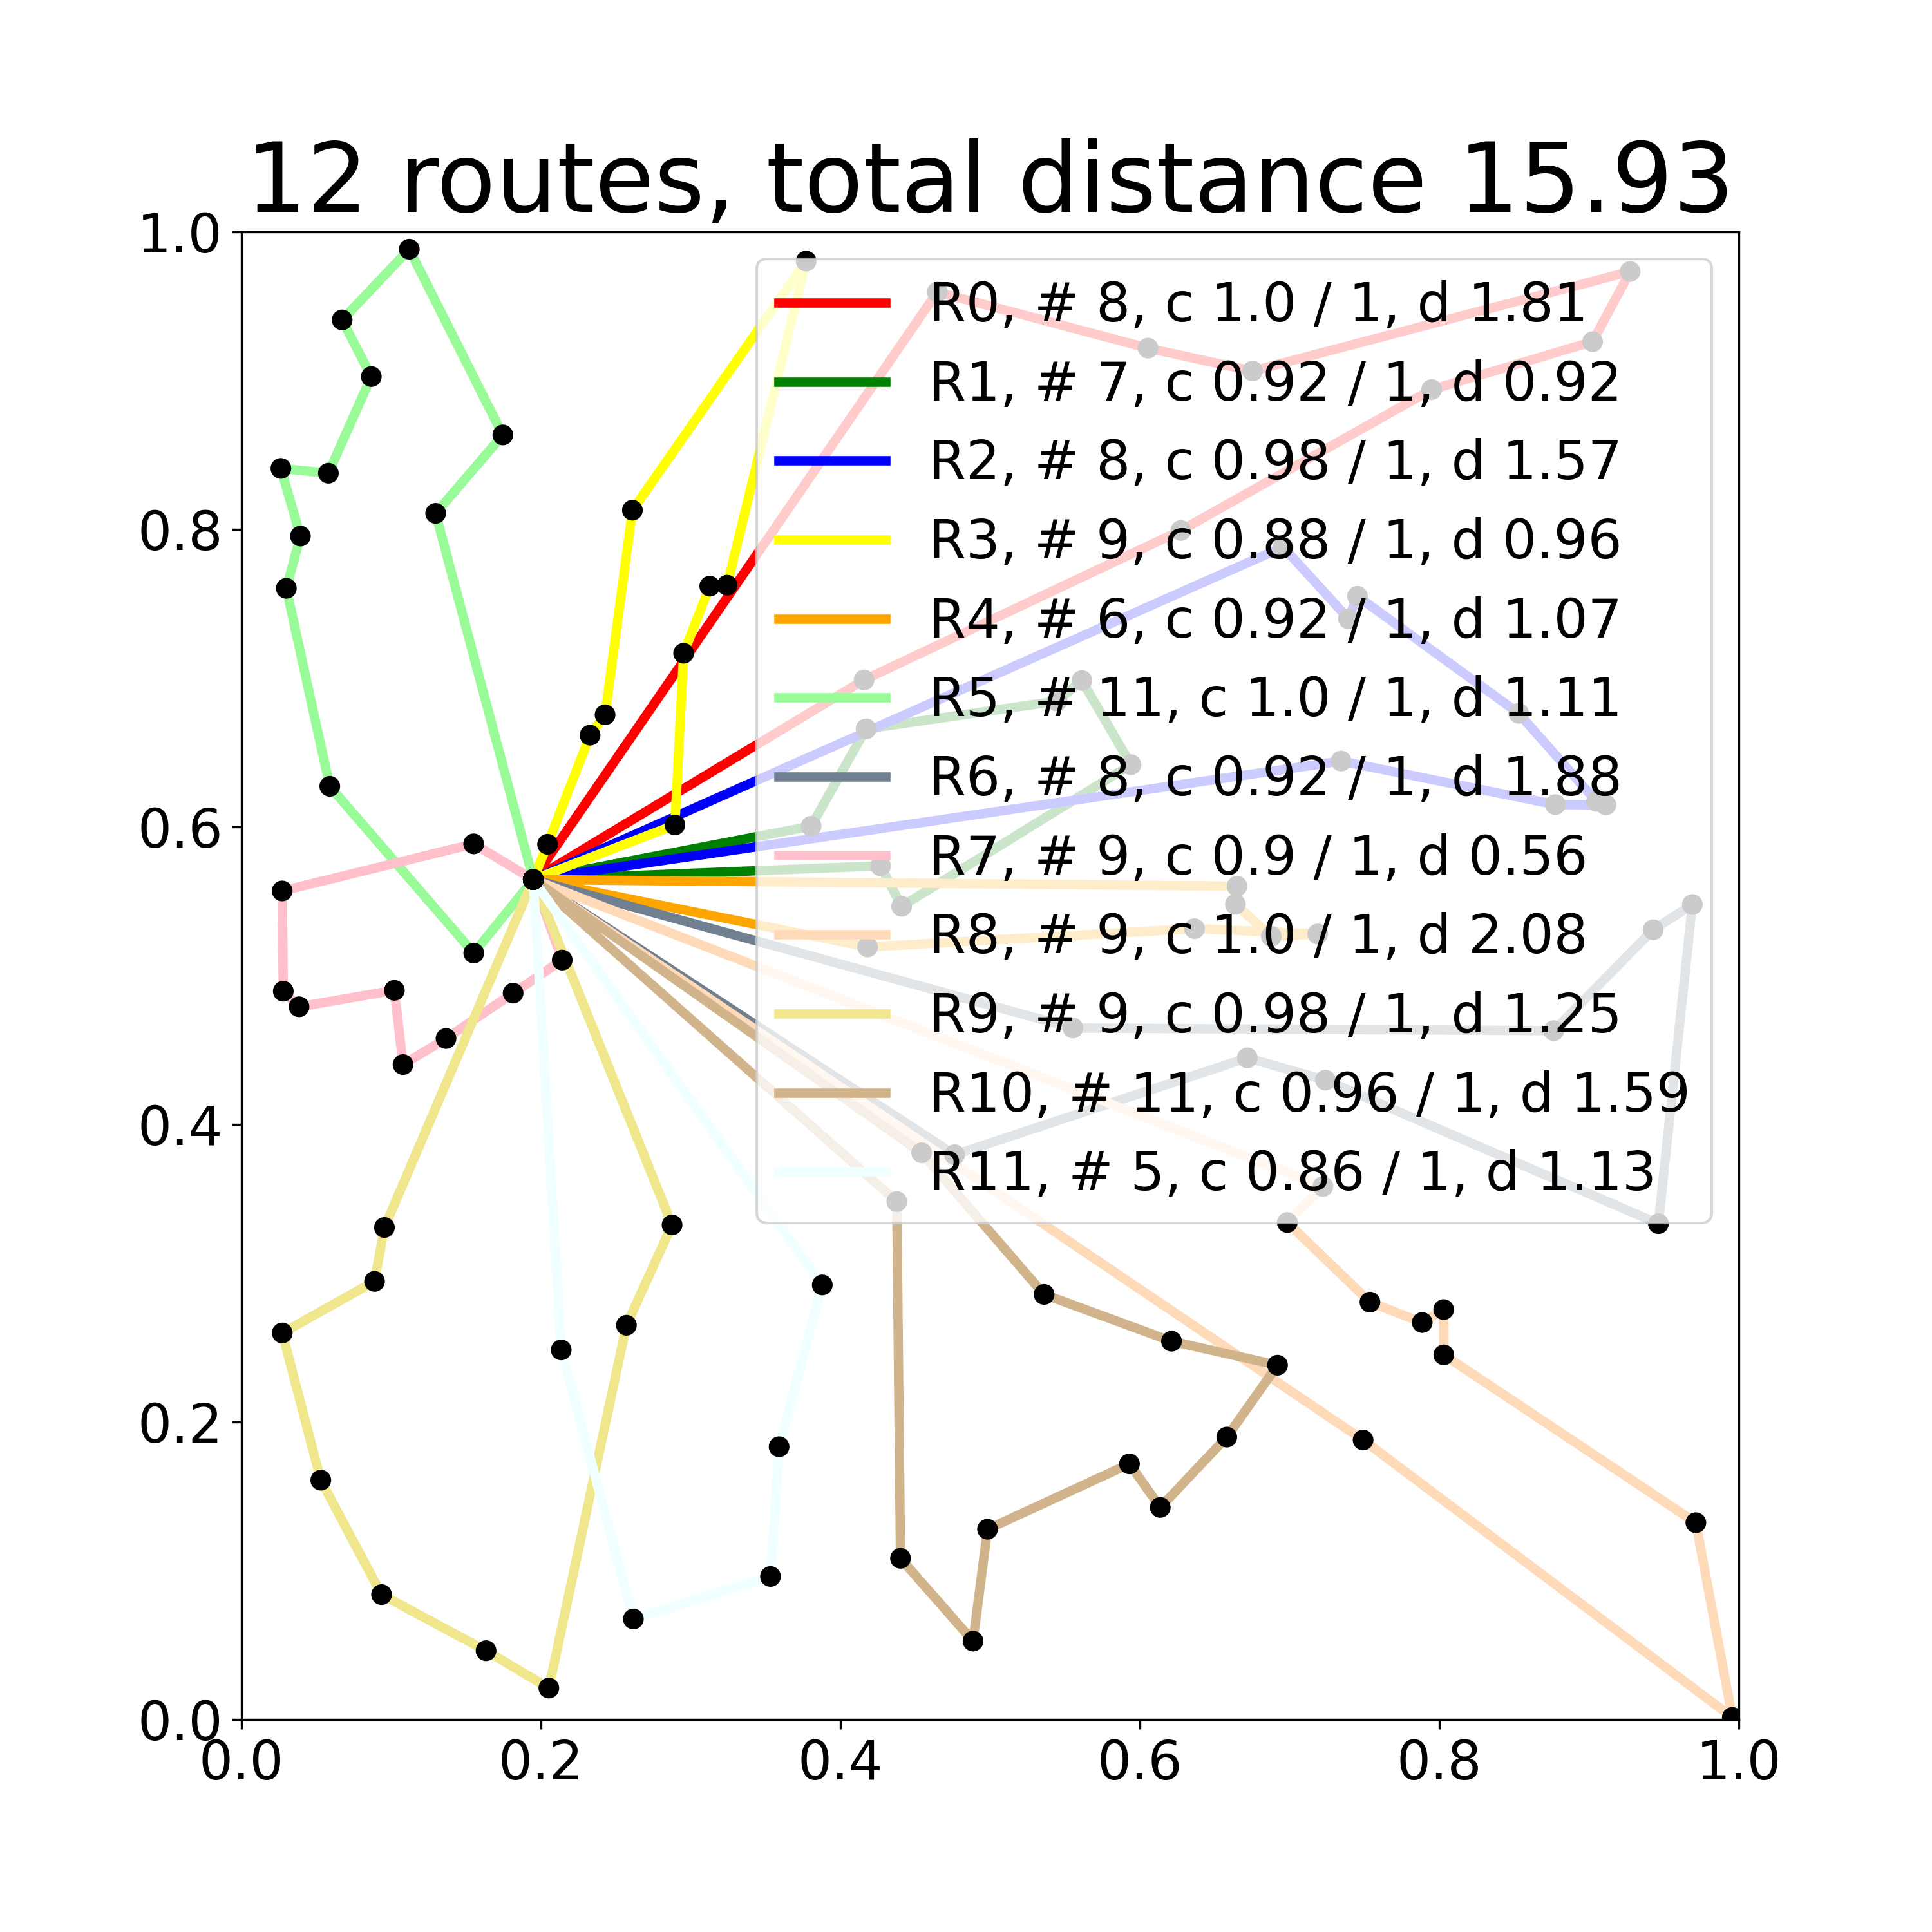 12 routes, total distance 15.93
1.0
0.8
0.6
0.4
0.2
0.0
R0, # 8, c 1.0 / 1, d 1.81
R1, # 7, c 0.92 / 1, d 0.92
R2, # 8, c 0.98 / 1, d 1.57
R3, # 9, c 0.88 / 1, d 0.96
R4, # 6, c 0.92 / 1, d 1.07
R5, # 11, c 1.0 / 1, d 1.11
R6, # 8, c 0.92 / 1, d 1.88
R7, # 9, c 0.9 / 1, d 0.56
R8, # 9, c 1.0 / 1, d 2.08
R9, # 9, c 0.98 / 1, d 1.25
R10, # 11, c 0.96 / 1, d 1.59
R11, # 5, c 0.86 / 1, d 1.13
0.0 0.2 0.4 0.6 0.8 1.0